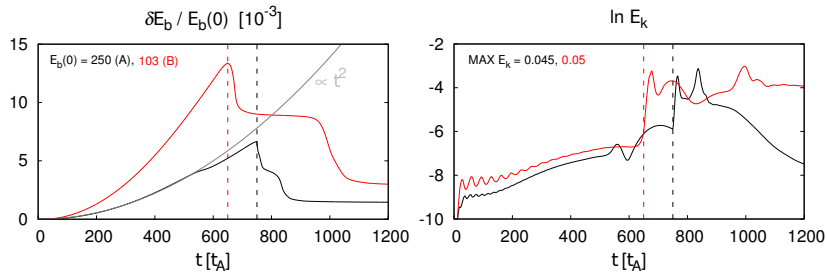 δE_b / E_b(0) [10^-3]
15
10
5
0
E_b(0) = 250 (A), 103 (B)
∝ t^2
0 200 400 600 800 1000 1200
t [t_A]
ln E_k
-2
-4
-6
-8
-10
MAX E_k = 0.045, 0.05
0 200 400 600 800 1000 1200
t [t_A]